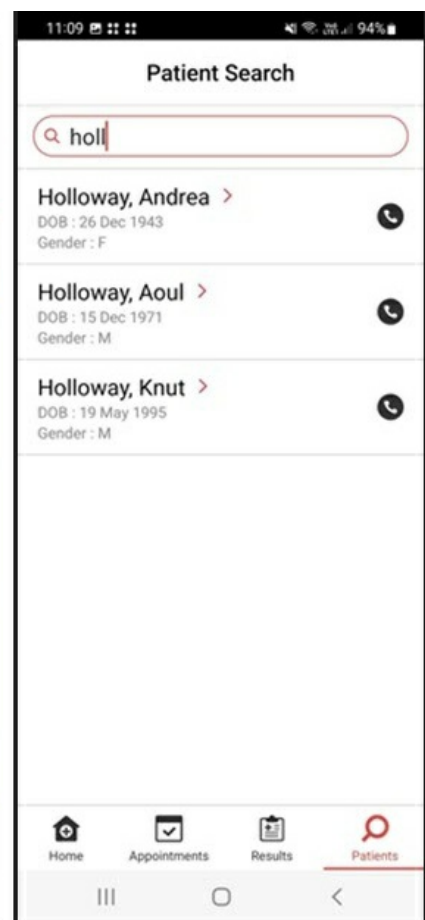 11:09
94%
Patient Search
holl
Holloway, Andrea >
DOB : 26 Dec 1943
Gender : F
Holloway, Aoul >
DOB : 15 Dec 1971
Gender : M
Holloway, Knut >
DOB : 19 May 1995
Gender : M
Home
Appointments
Results
Patients